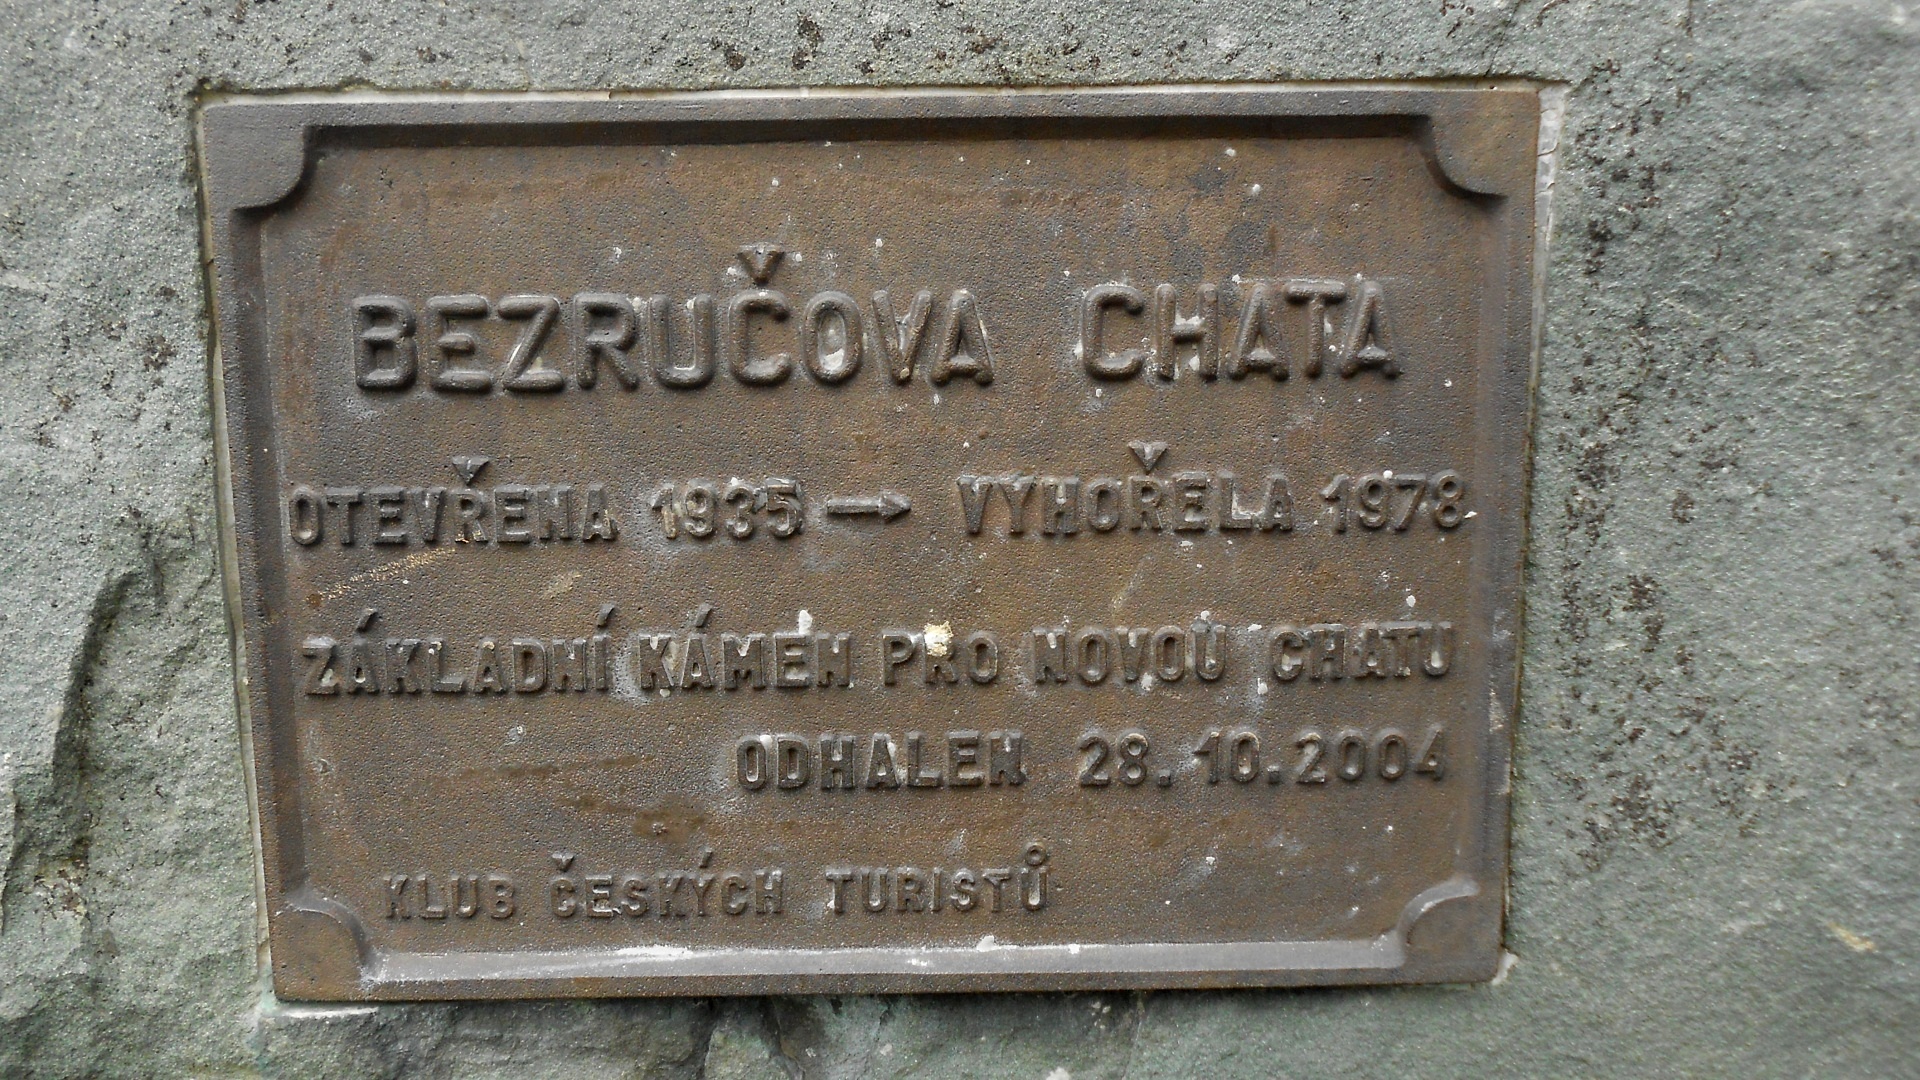 BEZRUČOVA CHATA
OTEVŘENA 1935 → VYHOŘELA 1978
ZÁKLADNÍ KÁMEN PRO NOVOU CHATU
ODHALEN 28.10.2004
KLUB ČESKÝCH TURISTŮ